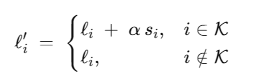 ℓ′ᵢ = { ℓᵢ + α sᵢ, i ∈ 𝒦
ℓᵢ, i ∉ 𝒦